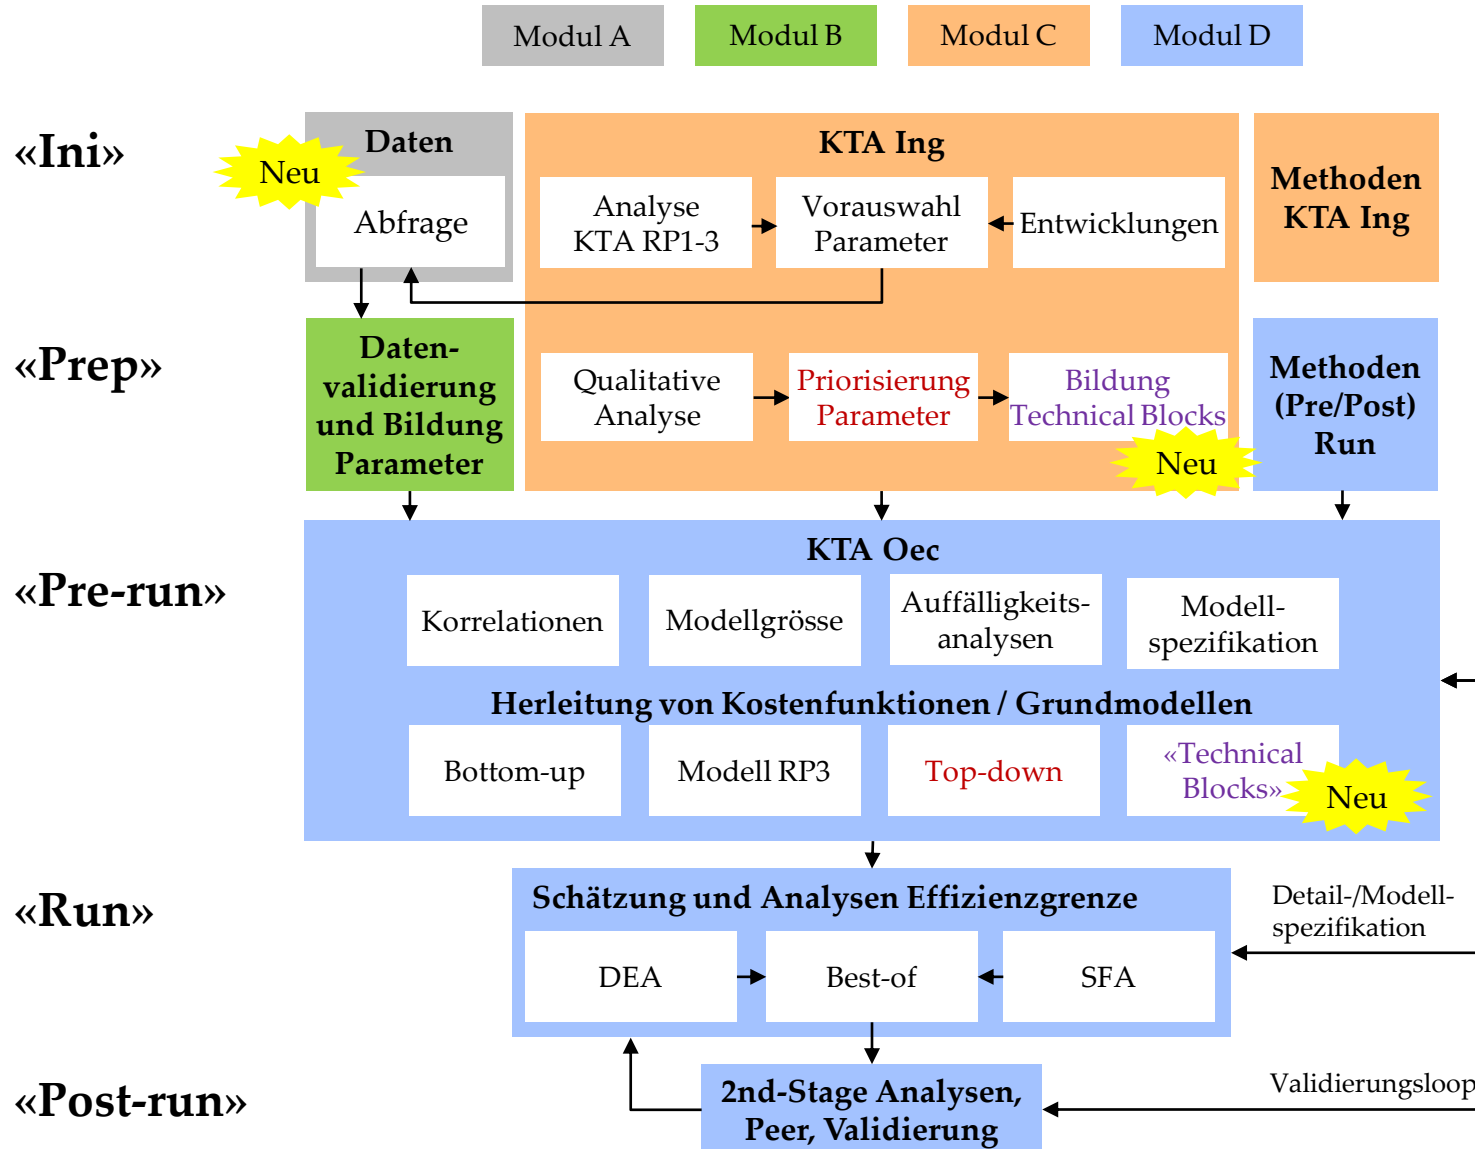 Modul A
Modul B
Modul C
Modul D
«Ini»
Daten
Neu
Abfrage
KTA Ing
Analyse
KTA RP1-3
Vorauswahl
Parameter
Entwicklungen
Methoden
KTA Ing
«Prep»
Daten-
validierung
und Bildung
Parameter
Qualitative
Analyse
Priorisierung
Parameter
Bildung
Technical Blocks
Neu
Methoden
(Pre/Post)
Run
«Pre-run»
KTA Oec
Korrelationen
Modellgrösse
Auffälligkeits-
analysen
Modell-
spezifikation
Herleitung von Kostenfunktionen / Grundmodellen
Bottom-up
Modell RP3
Top-down
«Technical
Blocks»
Neu
«Run»
Schätzung und Analysen Effizienzgrenze
DEA
Best-of
SFA
Detail-/Modell-
spezifikation
«Post-run»
2nd-Stage Analysen,
Peer, Validierung
Validierungsloop